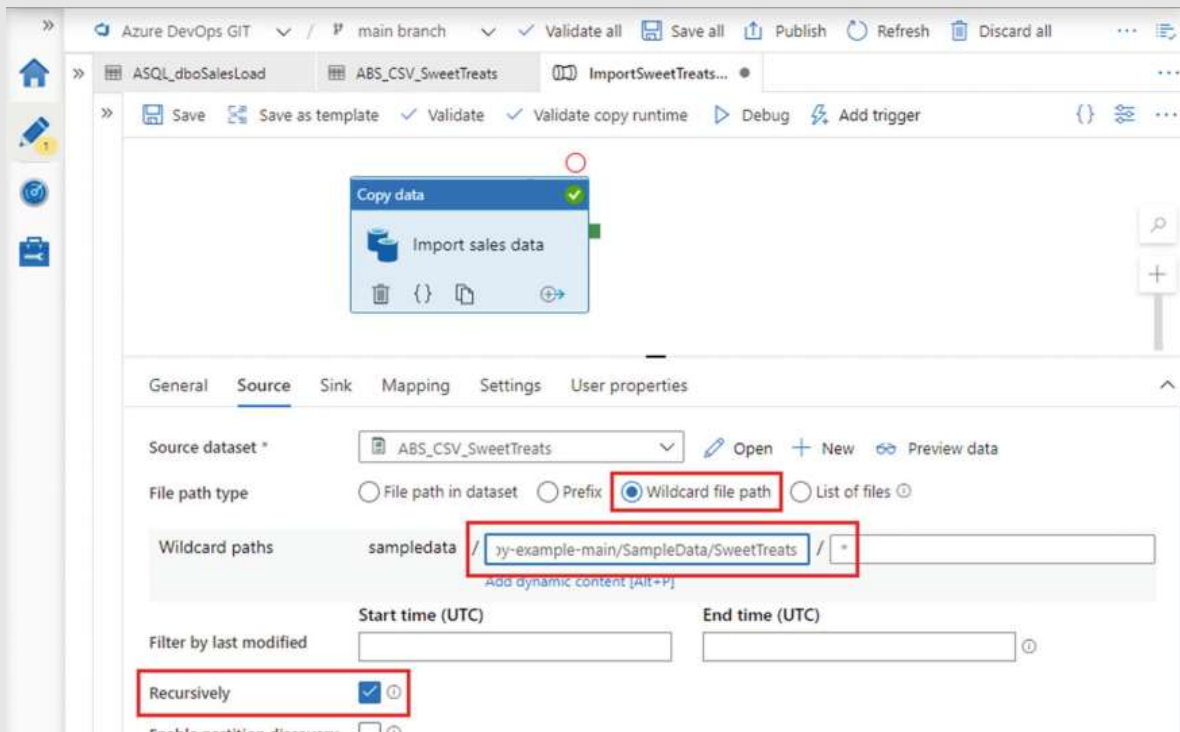 Azure DevOps GIT / main branch Validate all Save all Publish Refresh Discard all
ASQL_dboSalesLoad ABS_CSV_SweetTreats ImportSweetTreats...
Save Save as template Validate Validate copy runtime Debug Add trigger {}
1
Copy data
Import sales data
{}
General Source Sink Mapping Settings User properties
Source dataset * ABS_CSV_SweetTreats Open New Preview data
File path type File path in dataset Prefix Wildcard file path List of files
Wildcard paths sampledata / y-example-main/SampleData/SweetTreats / *
Add dynamic content [Alt+P]
Start time (UTC) End time (UTC)
Filter by last modified
Recursively
Enable partition discovery